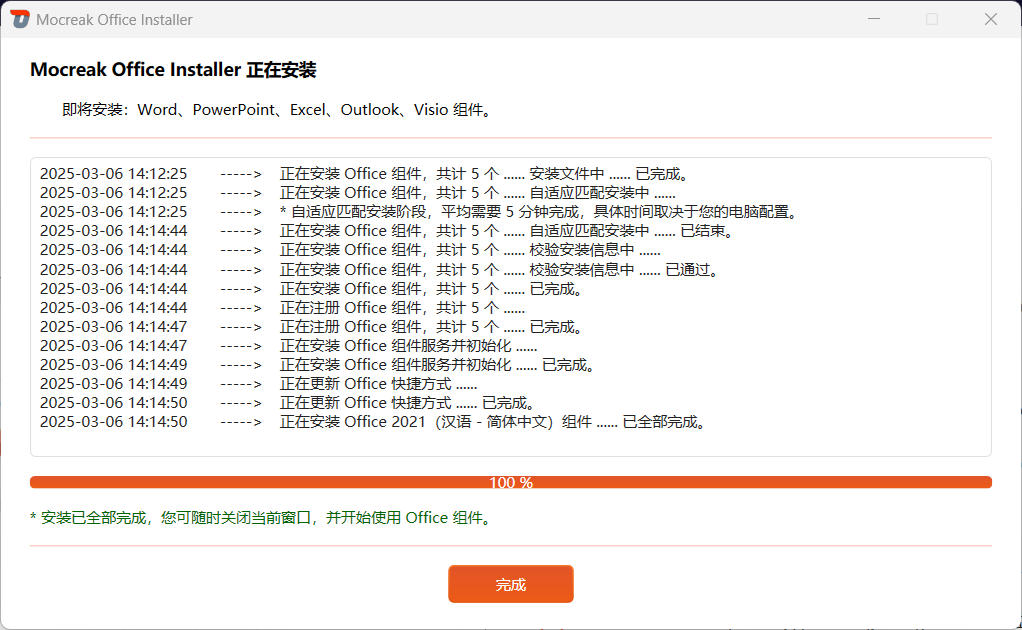 Mocreak Office Installer
Mocreak Office Installer 正在安装
即将安装：Word、PowerPoint、Excel、Outlook、Visio 组件。
2025-03-06 14:12:25 -----> 正在安装 Office 组件，共计 5 个 ...... 安装文件中 ...... 已完成。
2025-03-06 14:12:25 -----> 正在安装 Office 组件，共计 5 个 ...... 自适应匹配安装中 ......
2025-03-06 14:12:25 -----> * 自适应匹配安装阶段，平均需要 5 分钟完成，具体时间取决于您的电脑配置。
2025-03-06 14:14:44 -----> 正在安装 Office 组件，共计 5 个 ...... 自适应匹配安装中 ...... 已结束。
2025-03-06 14:14:44 -----> 正在安装 Office 组件，共计 5 个 ...... 校验安装信息中 ......
2025-03-06 14:14:44 -----> 正在安装 Office 组件，共计 5 个 ...... 校验安装信息中 ...... 已通过。
2025-03-06 14:14:44 -----> 正在安装 Office 组件，共计 5 个 ...... 已完成。
2025-03-06 14:14:44 -----> 正在注册 Office 组件，共计 5 个 ......
2025-03-06 14:14:47 -----> 正在注册 Office 组件，共计 5 个 ...... 已完成。
2025-03-06 14:14:47 -----> 正在安装 Office 组件服务并初始化 ......
2025-03-06 14:14:49 -----> 正在安装 Office 组件服务并初始化 ...... 已完成。
2025-03-06 14:14:49 -----> 正在更新 Office 快捷方式 ......
2025-03-06 14:14:50 -----> 正在更新 Office 快捷方式 ...... 已完成。
2025-03-06 14:14:50 -----> 正在安装 Office 2021（汉语 - 简体中文）组件 ...... 已全部完成。
100 %
* 安装已全部完成，您可随时关闭当前窗口，并开始使用 Office 组件。
完成